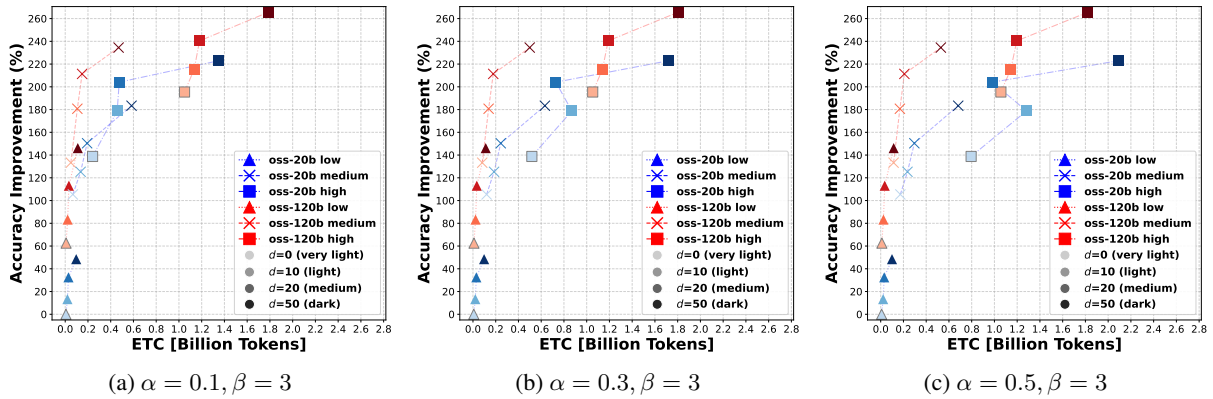 Accuracy Improvement (%)
260
240
220
200
180
160
140
120
100
80
60
40
20
0
oss-20b low
oss-20b medium
oss-20b high
oss-120b low
oss-120b medium
oss-120b high
d=0 (very light)
d=10 (light)
d=20 (medium)
d=50 (dark)
0.0 0.2 0.4 0.6 0.8 1.0 1.2 1.4 1.6 1.8 2.0 2.2 2.4 2.6 2.8
ETC [Billion Tokens]
(a) α = 0.1, β = 3
Accuracy Improvement (%)
260
240
220
200
180
160
140
120
100
80
60
40
20
0
oss-20b low
oss-20b medium
oss-20b high
oss-120b low
oss-120b medium
oss-120b high
d=0 (very light)
d=10 (light)
d=20 (medium)
d=50 (dark)
0.0 0.2 0.4 0.6 0.8 1.0 1.2 1.4 1.6 1.8 2.0 2.2 2.4 2.6 2.8
ETC [Billion Tokens]
(b) α = 0.3, β = 3
Accuracy Improvement (%)
260
240
220
200
180
160
140
120
100
80
60
40
20
0
oss-20b low
oss-20b medium
oss-20b high
oss-120b low
oss-120b medium
oss-120b high
d=0 (very light)
d=10 (light)
d=20 (medium)
d=50 (dark)
0.0 0.2 0.4 0.6 0.8 1.0 1.2 1.4 1.6 1.8 2.0 2.2 2.4 2.6 2.8
ETC [Billion Tokens]
(c) α = 0.5, β = 3